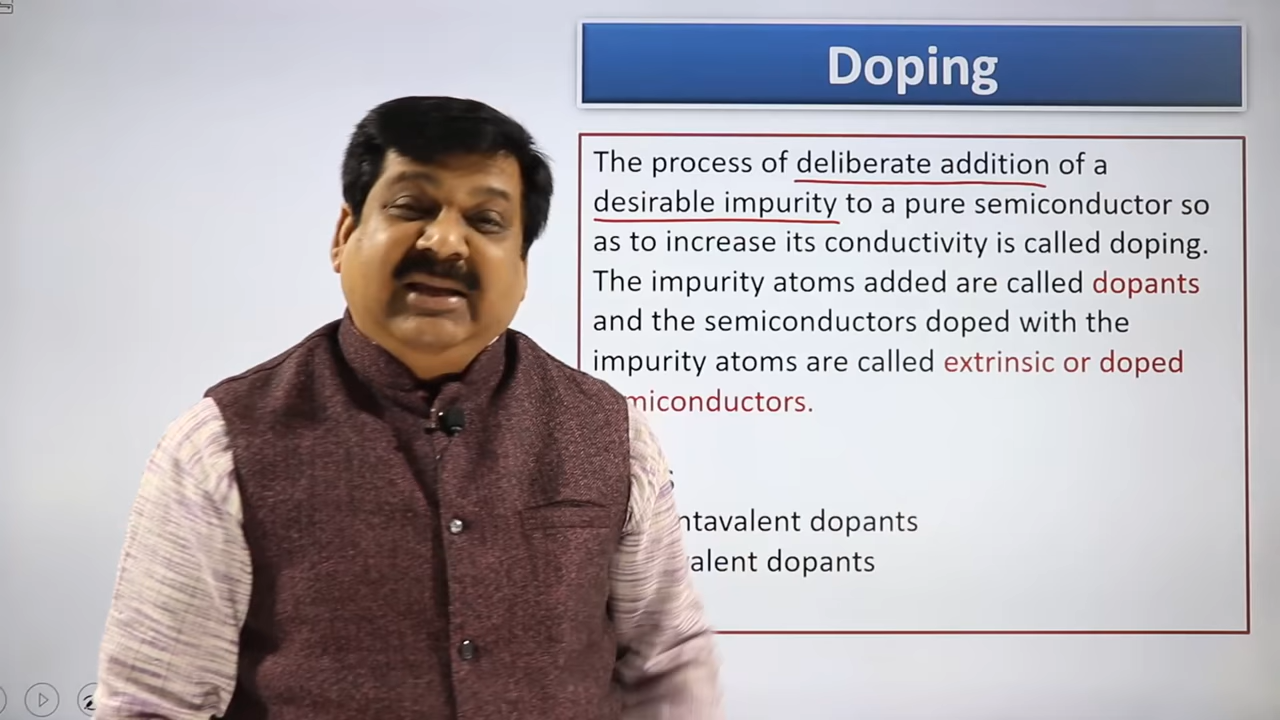 Doping
The process of deliberate addition of a
desirable impurity to a pure semiconductor so
as to increase its conductivity is called doping.
The impurity atoms added are called dopants
and the semiconductors doped with the
impurity atoms are called extrinsic or doped
miconductors.
ntavalent dopants
valent dopants